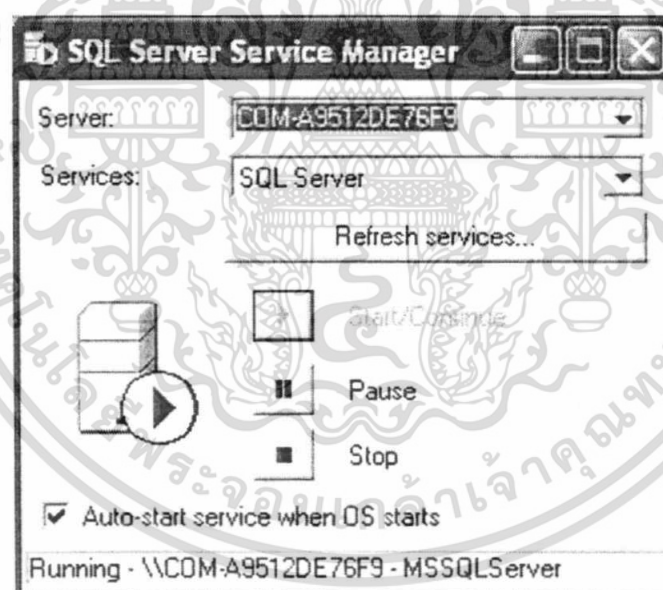 SQL Server Service Manager
Server: COM-A9512DE76F9
Services: SQL Server
Refresh services...
Start/Continue
Pause
Stop
Auto-start service when OS starts
Running - \\COM-A9512DE76F9 - MSSQLServer